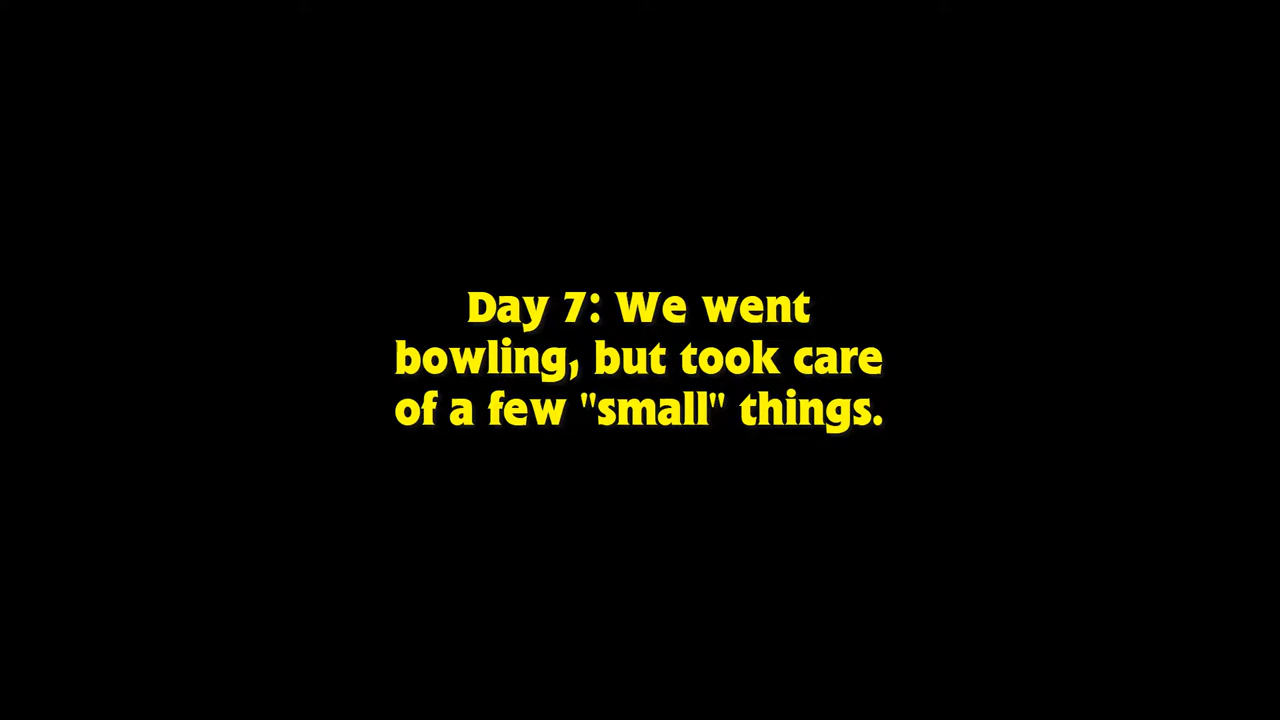 Day 7: We went
bowling, but took care
of a few "small" things.